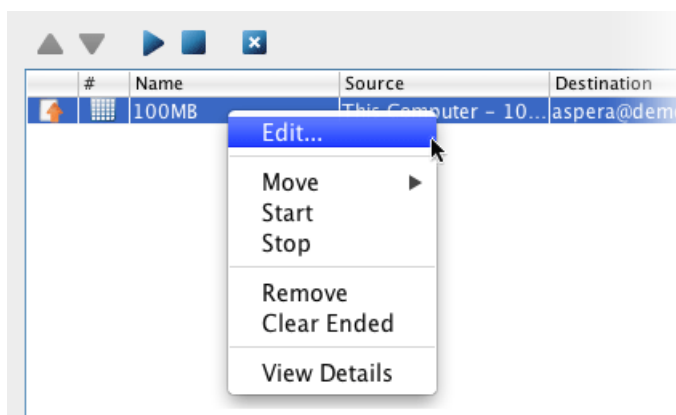 # Name Source Destination
100MB This Computer – 10... aspera@dem
Edit...
Move
Start
Stop
Remove
Clear Ended
View Details